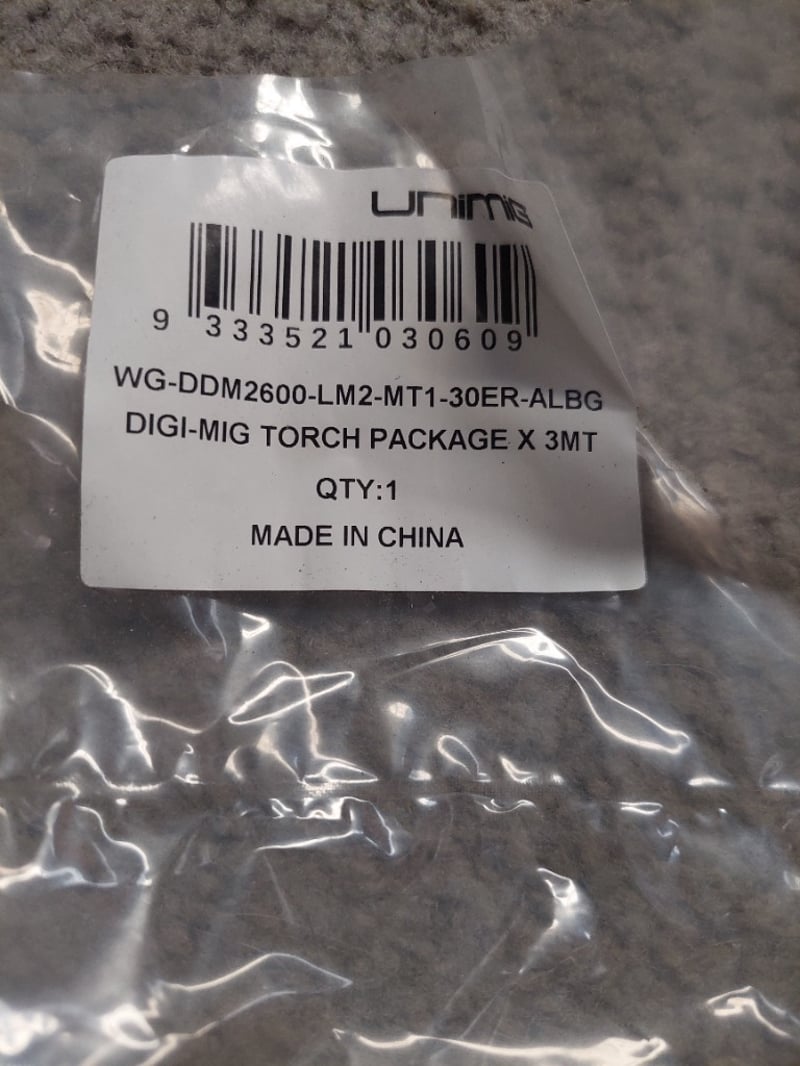 UNIMIG
9 333521 030609
WG-DDM2600-LM2-MT1-30ER-ALBG
DIGI-MIG TORCH PACKAGE X 3MT
QTY:1
MADE IN CHINA